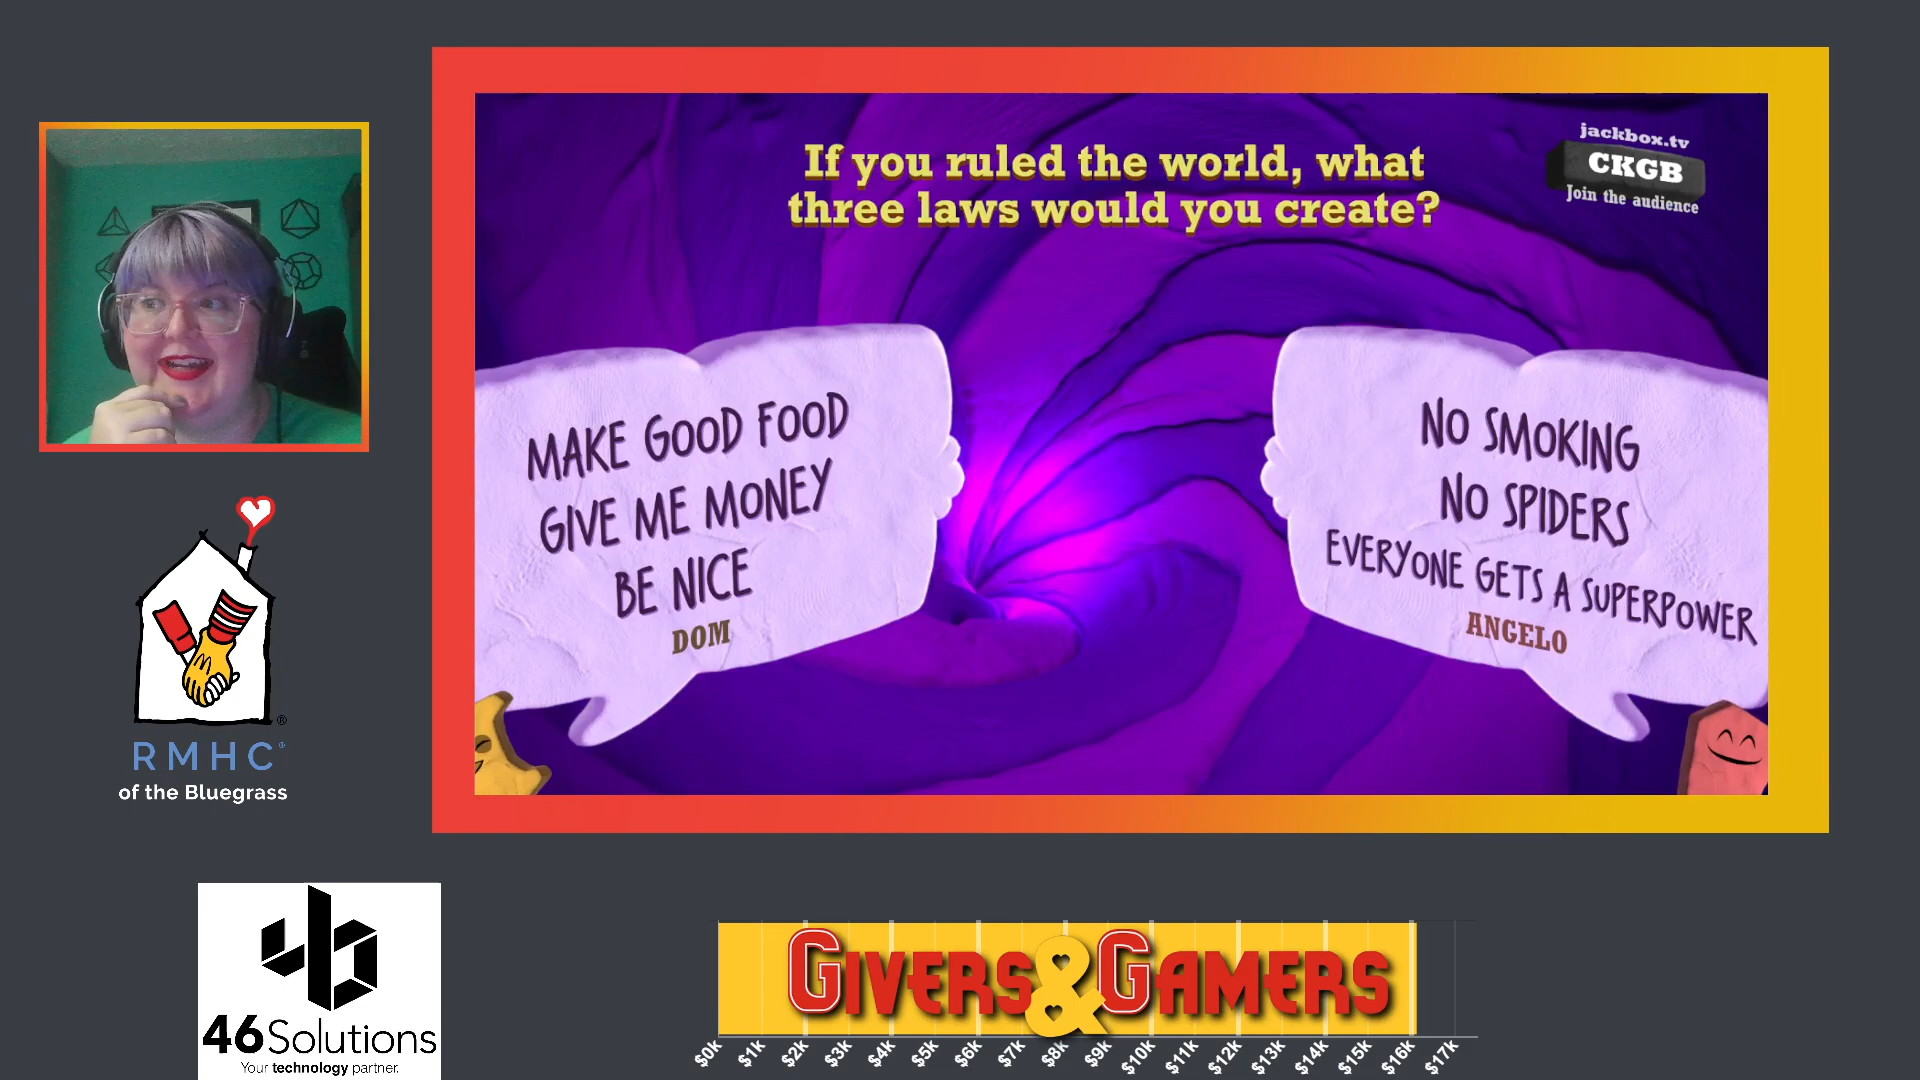 If you ruled the world, what
three laws would you create?
jackbox.tv
CKGB
Join the audience
MAKE GOOD FOOD
GIVE ME MONEY
BE NICE
DOM
NO SMOKING
NO SPIDERS
EVERYONE GETS A SUPERPOWER
ANGELO
RMHC®
of the Bluegrass
®
46Solutions
Your technology partner.
GIVERS & GAMERS
$0k $1k $2k $3k $4k $5k $6k $7k $8k $9k $10k $11k $12k $13k $14k $15k $16k $17k